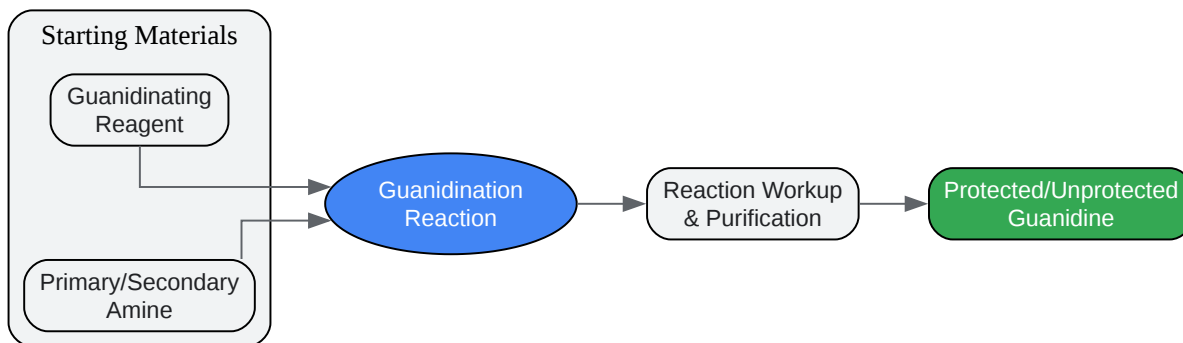 Starting Materials
Guanidinating
Reagent
Primary/Secondary
Amine
Guanidination
Reaction
Reaction Workup
& Purification
Protected/Unprotected
Guanidine